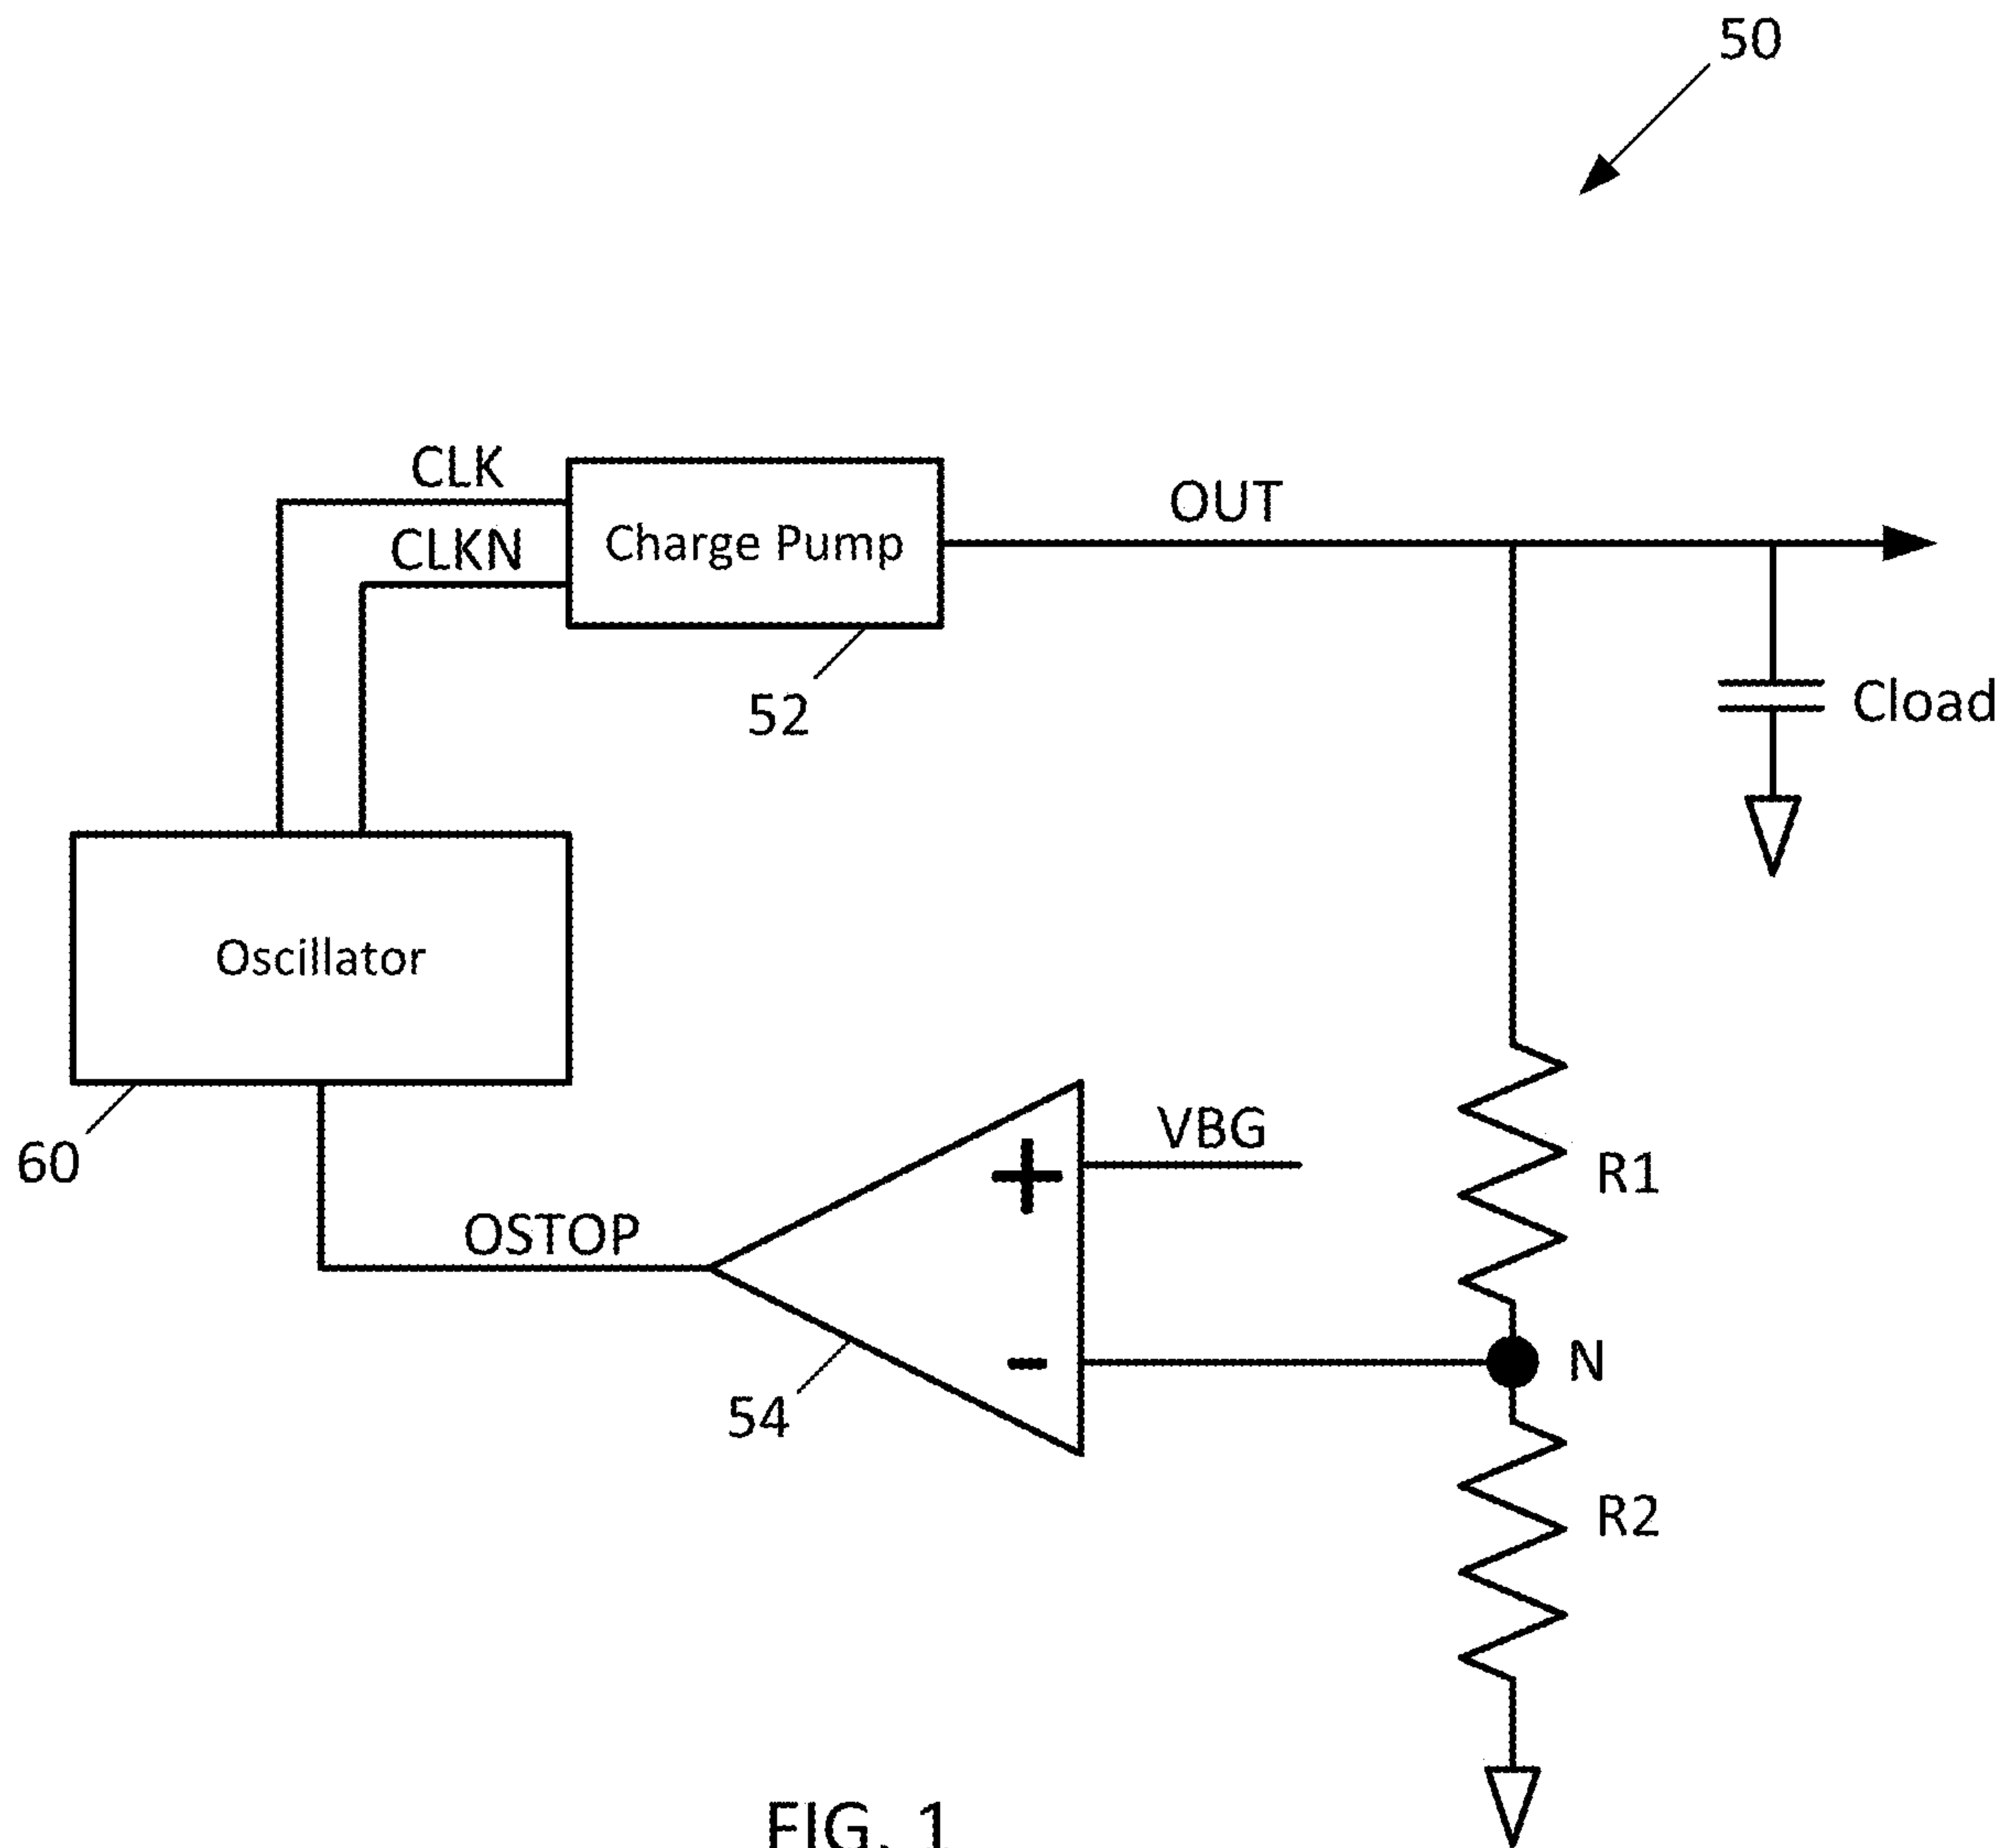 50
CLK
CLKN
Charge Pump
OUT
52
Cload
Oscillator
60
VBG
+
R1
OSTOP
-
N
54
R2
FIG. 1